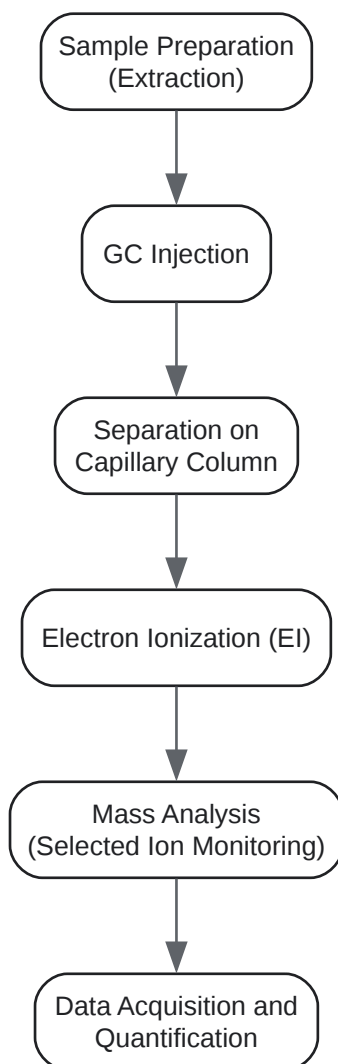 Sample Preparation
(Extraction)
GC Injection
Separation on
Capillary Column
Electron Ionization (EI)
Mass Analysis
(Selected Ion Monitoring)
Data Acquisition and
Quantification